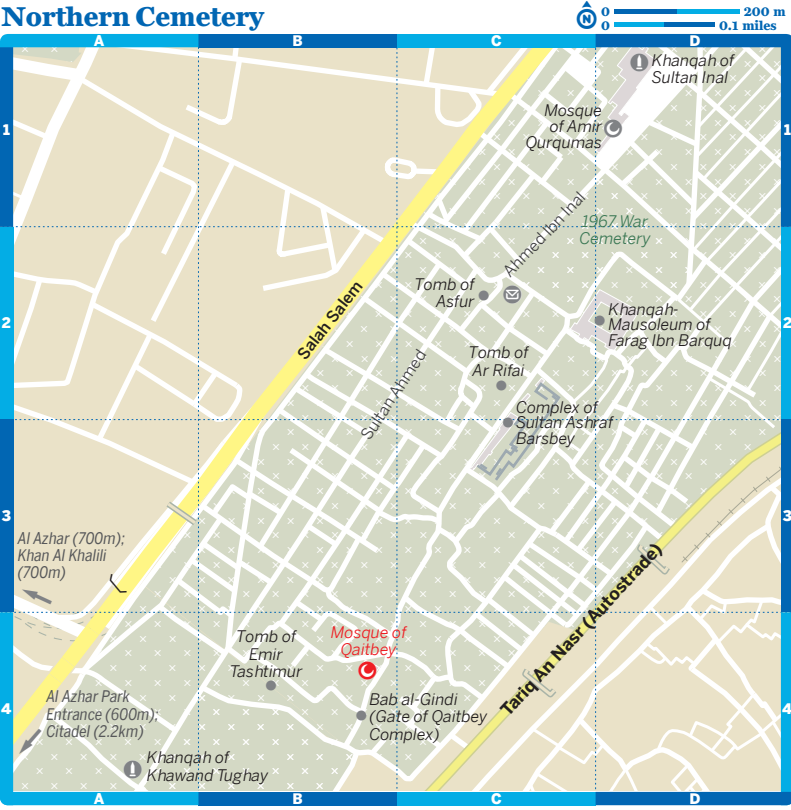 Northern Cemetery
N
0 200 m
0 0.1 miles
A B C D
1 1
Khanqah of
Sultan Inal
Mosque
of Amir
Qurqumas
Ahmed Ibn Inal
1967 War
Cemetery
2 2
Tomb of
Asfur
Khanqah-
Mausoleum of
Farag Ibn Barquq
Salah Salem
Sultan Ahmed
Tomb of
Ar Rifai
Complex of
Sultan Ashraf
Barsbey
3 3
Al Azhar (700m);
Khan Al Khalili
(700m)
Tariq An Nasr (Autostrade)
Tomb of
Emir
Tashtimur
Mosque of
Qaitbey
4 4
Al Azhar Park
Entrance (600m);
Citadel (2.2km)
Bab al-Gindi
(Gate of Qaitbey
Complex)
Khanqah of
Khawand Tughay
A B C D